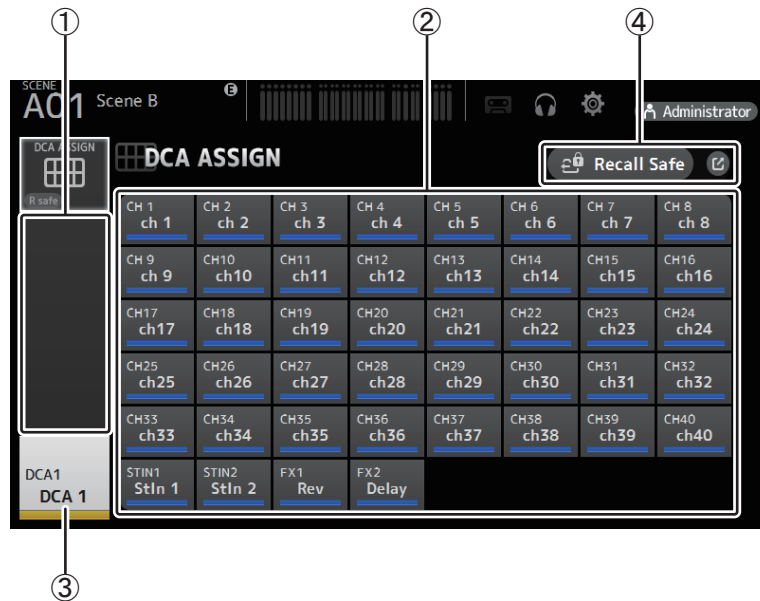 ① ② ④
SCENE
A01 Scene B E Administrator
DCA ASSIGN
R safe
DCA ASSIGN Recall Safe
CH 1 CH 2 CH 3 CH 4 CH 5 CH 6 CH 7 CH 8
ch 1 ch 2 ch 3 ch 4 ch 5 ch 6 ch 7 ch 8
CH 9 CH10 CH11 CH12 CH13 CH14 CH15 CH16
ch 9 ch10 ch11 ch12 ch13 ch14 ch15 ch16
CH17 CH18 CH19 CH20 CH21 CH22 CH23 CH24
ch17 ch18 ch19 ch20 ch21 ch22 ch23 ch24
CH25 CH26 CH27 CH28 CH29 CH30 CH31 CH32
ch25 ch26 ch27 ch28 ch29 ch30 ch31 ch32
CH33 CH34 CH35 CH36 CH37 CH38 CH39 CH40
ch33 ch34 ch35 ch36 ch37 ch38 ch39 ch40
STIN1 STIN2 FX1 FX2
StIn 1 StIn 2 Rev Delay
DCA1
DCA 1
③